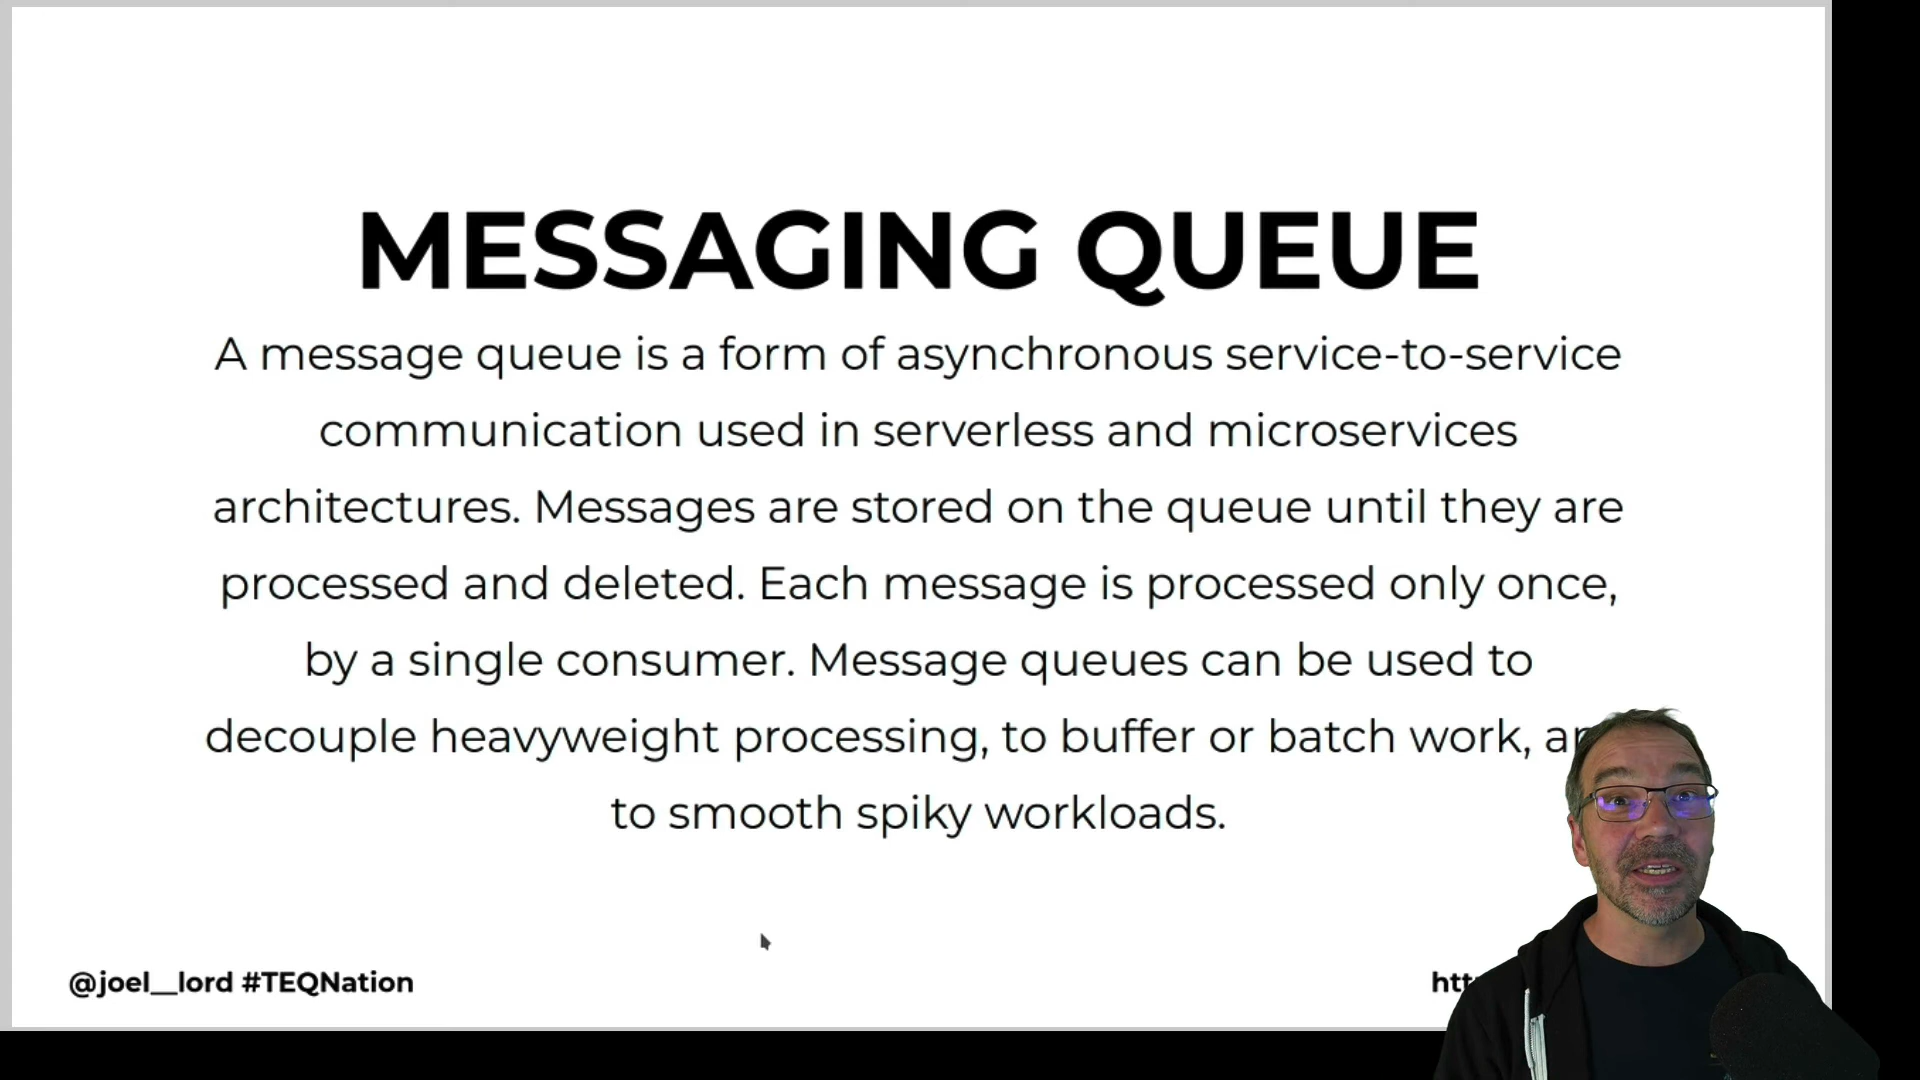 MESSAGING QUEUE
A message queue is a form of asynchronous service-to-service
communication used in serverless and microservices
architectures. Messages are stored on the queue until they are
processed and deleted. Each message is processed only once,
by a single consumer. Message queues can be used to
decouple heavyweight processing, to buffer or batch work,
to smooth spiky workloads.
@joel__lord #TEQNation